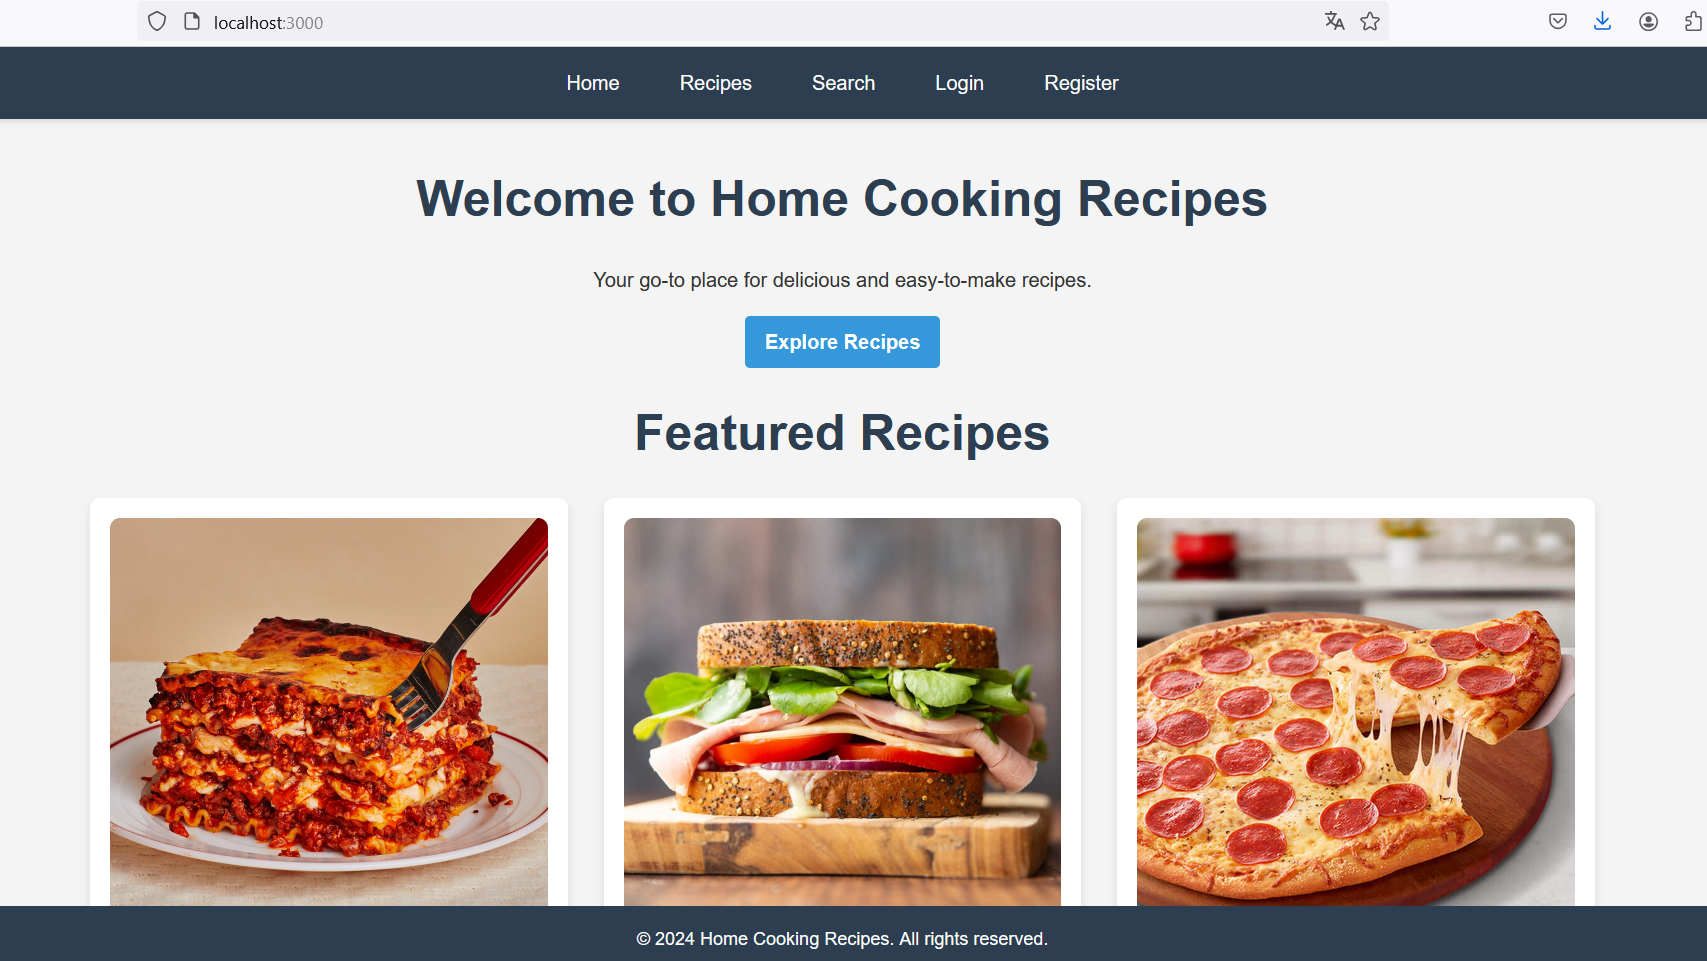 localhost:3000
Home Recipes Search Login Register
Welcome to Home Cooking Recipes
Your go-to place for delicious and easy-to-make recipes.
Explore Recipes
Featured Recipes
© 2024 Home Cooking Recipes. All rights reserved.